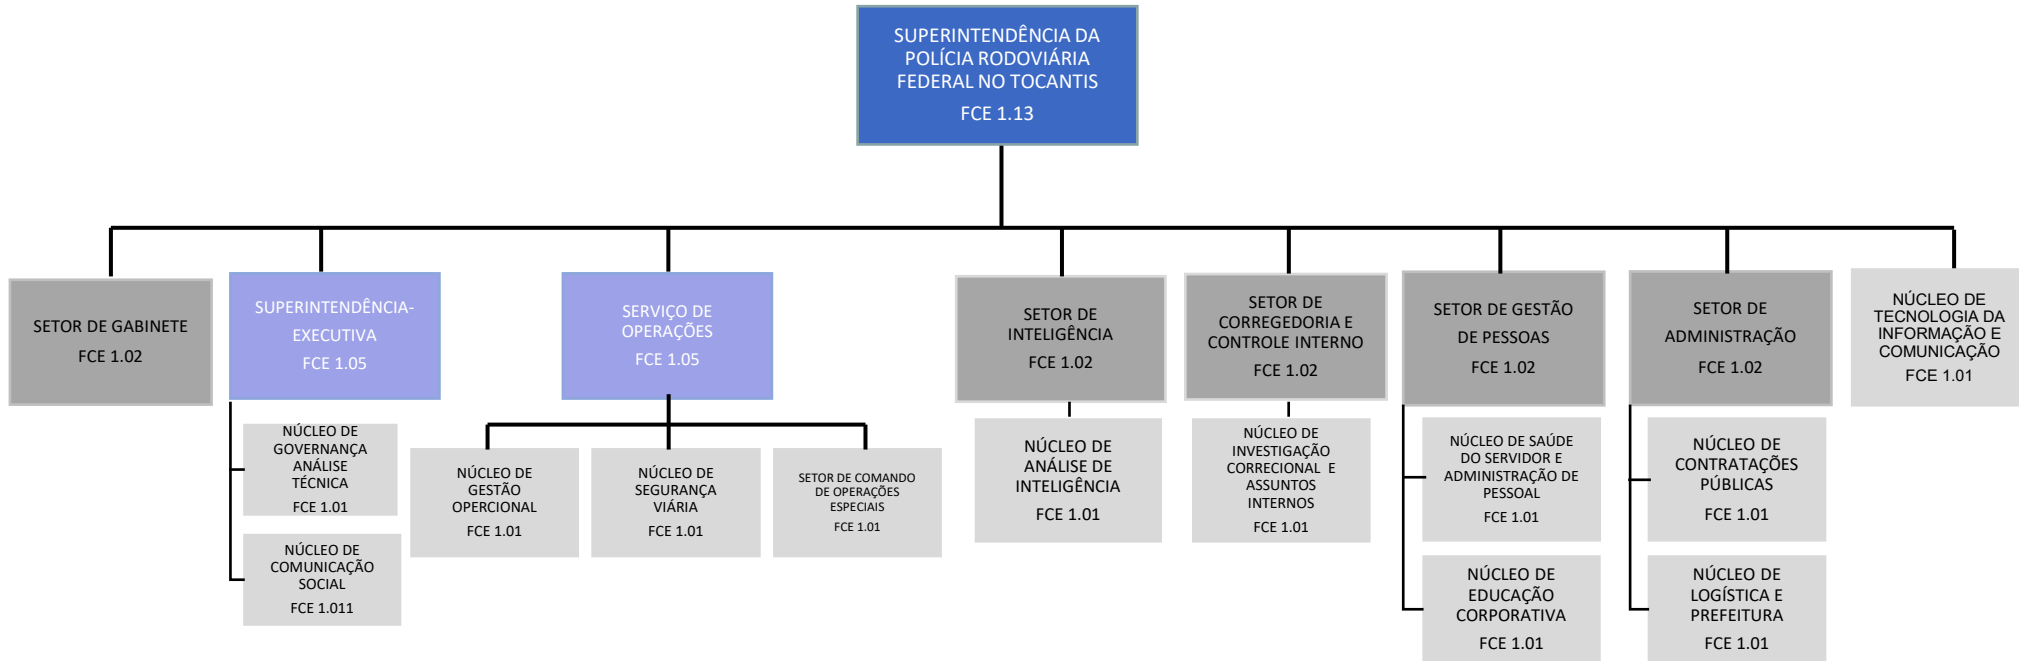 SUPERINTENDÊNCIA DA
POLÍCIA RODOVIÁRIA
FEDERAL NO TOCANTIS
FCE 1.13
SETOR DE GABINETE
FCE 1.02
SUPERINTENDÊNCIA-
EXECUTIVA
FCE 1.05
NÚCLEO DE
GOVERNANÇA
ANÁLISE
TÉCNICA
FCE 1.01
NÚCLEO DE
COMUNICAÇÃO
SOCIAL
FCE 1.011
SERVIÇO DE
OPERAÇÕES
FCE 1.05
NÚCLEO DE
GESTÃO
OPERCIONAL
FCE 1.01
NÚCLEO DE
SEGURANÇA
VIÁRIA
FCE 1.01
SETOR DE COMANDO
DE OPERAÇÕES
ESPECIAIS
FCE 1.01
SETOR DE
INTELIGÊNCIA
FCE 1.02
NÚCLEO DE
ANÁLISE DE
INTELIGÊNCIA
FCE 1.01
SETOR DE
CORREGEDORIA E
CONTROLE INTERNO
FCE 1.02
NÚCLEO DE
INVESTIGAÇÃO
CORRECIONAL E
ASSUNTOS
INTERNOS
FCE 1.01
SETOR DE GESTÃO
DE PESSOAS
FCE 1.02
NÚCLEO DE SAÚDE
DO SERVIDOR E
ADMINISTRAÇÃO DE
PESSOAL
FCE 1.01
NÚCLEO DE
EDUCAÇÃO
CORPORATIVA
FCE 1.01
SETOR DE
ADMINISTRAÇÃO
FCE 1.02
NÚCLEO DE
CONTRATAÇÕES
PÚBLICAS
FCE 1.01
NÚCLEO DE
LOGÍSTICA E
PREFEITURA
FCE 1.01
NÚCLEO DE
TECNOLOGIA DA
INFORMAÇÃO E
COMUNICAÇÃO
FCE 1.01